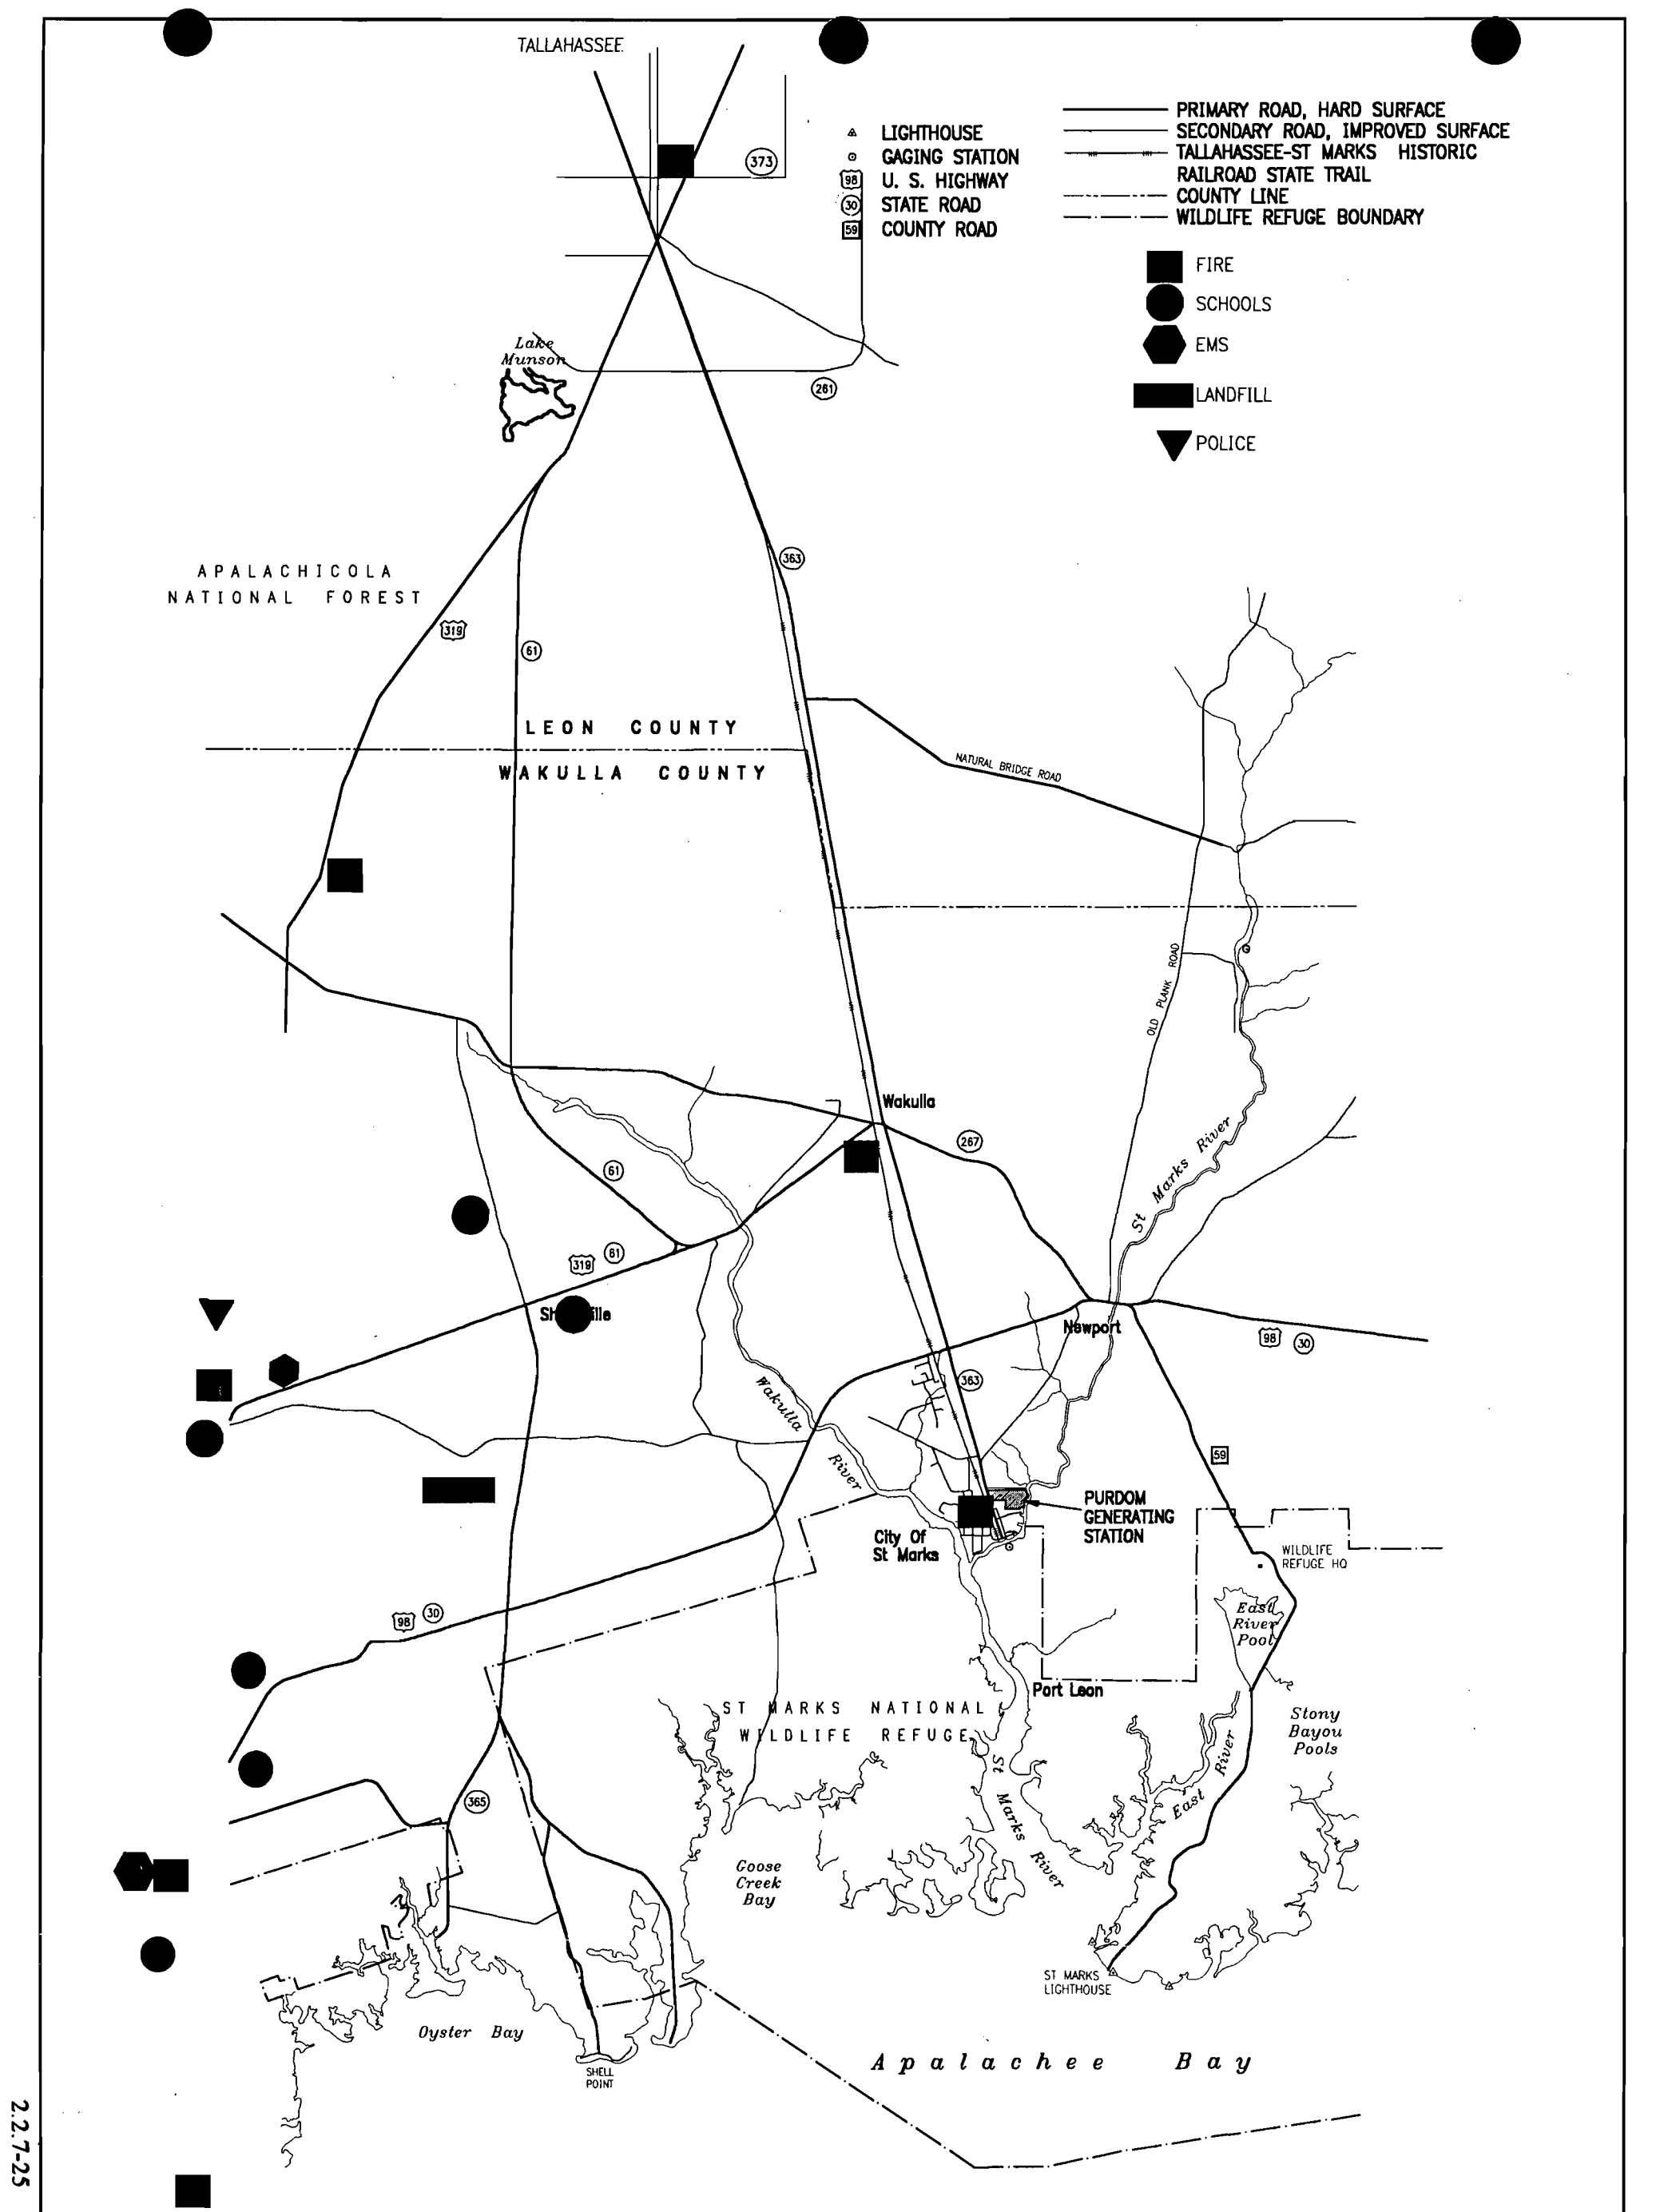 TALLAHASSEE
373
LIGHTHOUSE
GAGING STATION
98 U. S. HIGHWAY
30 STATE ROAD
59 COUNTY ROAD
PRIMARY ROAD, HARD SURFACE
SECONDARY ROAD, IMPROVED SURFACE
TALLAHASSEE-ST MARKS HISTORIC
RAILROAD STATE TRAIL
COUNTY LINE
WILDLIFE REFUGE BOUNDARY
FIRE
SCHOOLS
EMS
LANDFILL
POLICE
Lake
Munson
261
363
APALACHICOLA
NATIONAL FOREST
319
61
LEON COUNTY
WAKULLA COUNTY
NATURAL BRIDGE ROAD
OLD PLANK ROAD
Wakulla
267
St Marks River
61
319
61
Newport
98
30
363
Wakulla
River
59
PURDOM
GENERATING
STATION
City Of
St Marks
WILDLIFE
REFUGE HQ
East
River
Pool
98
30
Port Leon
ST MARKS NATIONAL
WILDLIFE REFUGE
Stony
Bayou
Pools
St
Marks
River
East River
365
Goose
Creek
Bay
ST MARKS
LIGHTHOUSE
Oyster Bay
SHELL
POINT
Apalachee Bay
2.2.7-25